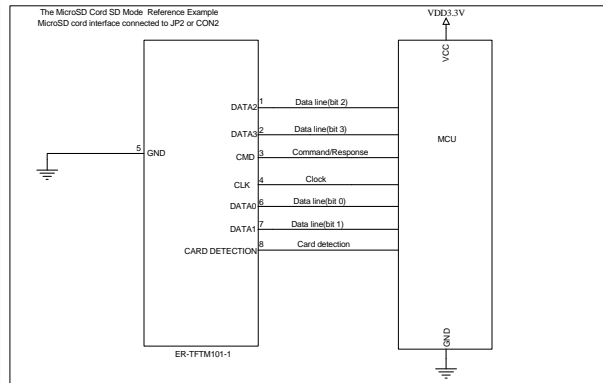 The MicroSD Cord SD Mode Reference Example
MicroSD cord interface connected to JP2 or CON2
VDD3.3V
VCC
DATA2 1 Data line(bit 2)
DATA3 2 Data line(bit 3)
MCU
5 GND
CMD 3 Command/Response
CLK 4 Clock
DATA0 6 Data line(bit 0)
DATA1 7 Data line(bit 1)
CARD DETECTION 8 Card detection
GND
ER-TFTM101-1